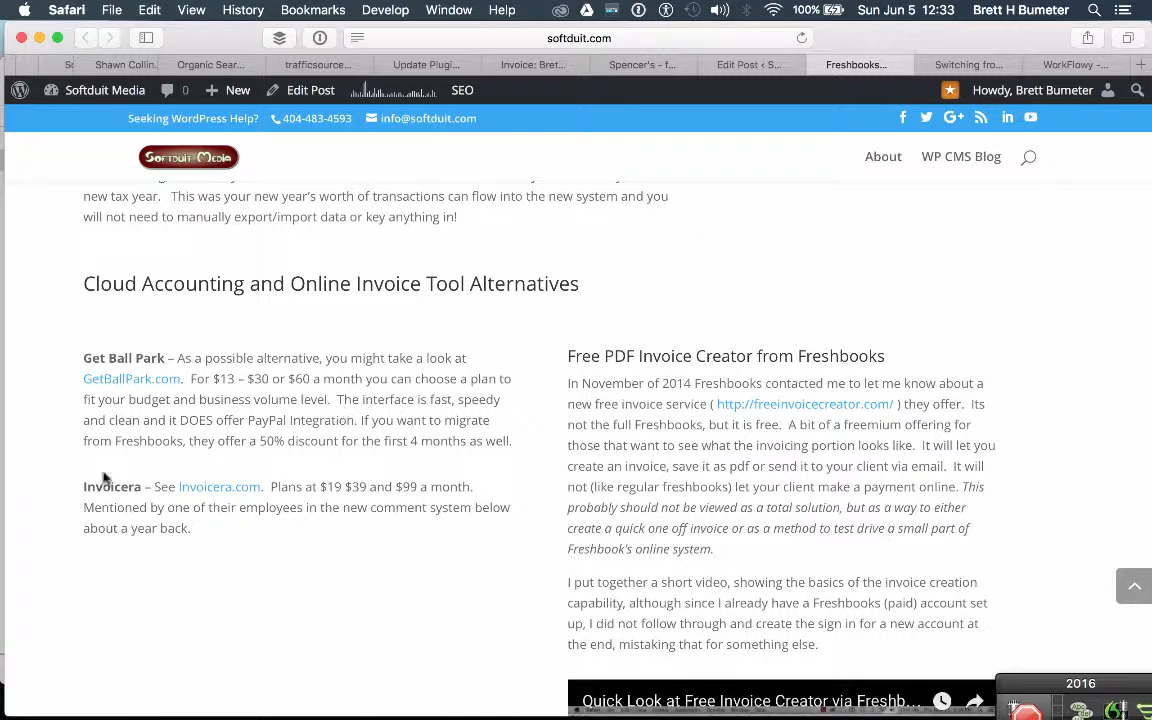 Safari File Edit View History Bookmarks Develop Window Help 100% Sun Jun 5 12:33 Brett H Bumeter
softduit.com
Shawn Collin... Organic Sear... trafficsource... Update Plugi... Invoice: Bret... Spencer's - f... Edit Post ‹ S... Freshbooks... Switching fro... WorkFlowy -...
Softduit Media 0 New Edit Post SEO Howdy, Brett Bumeter
Seeking WordPress Help? 404-483-4593 info@softduit.com
Softduit Media About WP CMS Blog
new tax year. This was your new year's worth of transactions can flow into the new system and you
will not need to manually export/import data or key anything in!
Cloud Accounting and Online Invoice Tool Alternatives
Get Ball Park – As a possible alternative, you might take a look at
GetBallPark.com. For $13 – $30 or $60 a month you can choose a plan to
fit your budget and business volume level. The interface is fast, speedy
and clean and it DOES offer PayPal Integration. If you want to migrate
from Freshbooks, they offer a 50% discount for the first 4 months as well.
Invoicera – See Invoicera.com. Plans at $19 $39 and $99 a month.
Mentioned by one of their employees in the new comment system below
about a year back.
Free PDF Invoice Creator from Freshbooks
In November of 2014 Freshbooks contacted me to let me know about a
new free invoice service ( http://freeinvoicecreator.com/ ) they offer. Its
not the full Freshbooks, but it is free. A bit of a freemium offering for
those that want to see what the invoicing portion looks like. It will let you
create an invoice, save it as pdf or send it to your client via email. It will
not (like regular freshbooks) let your client make a payment online. This
probably should not be viewed as a total solution, but as a way to either
create a quick one off invoice or as a method to test drive a small part of
Freshbook's online system.
I put together a short video, showing the basics of the invoice creation
capability, although since I already have a Freshbooks (paid) account set
up, I did not follow through and create the sign in for a new account at
the end, mistaking that for something else.
Quick Look at Free Invoice Creator via Freshb...
2016